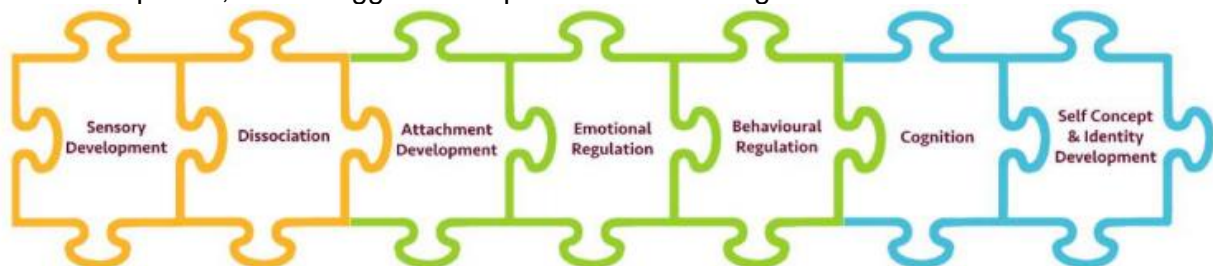 Sensory
Development
Dissociation
Attachment
Development
Emotional
Regulation
Behavioural
Regulation
Cognition
Self Concept
& Identity
Development